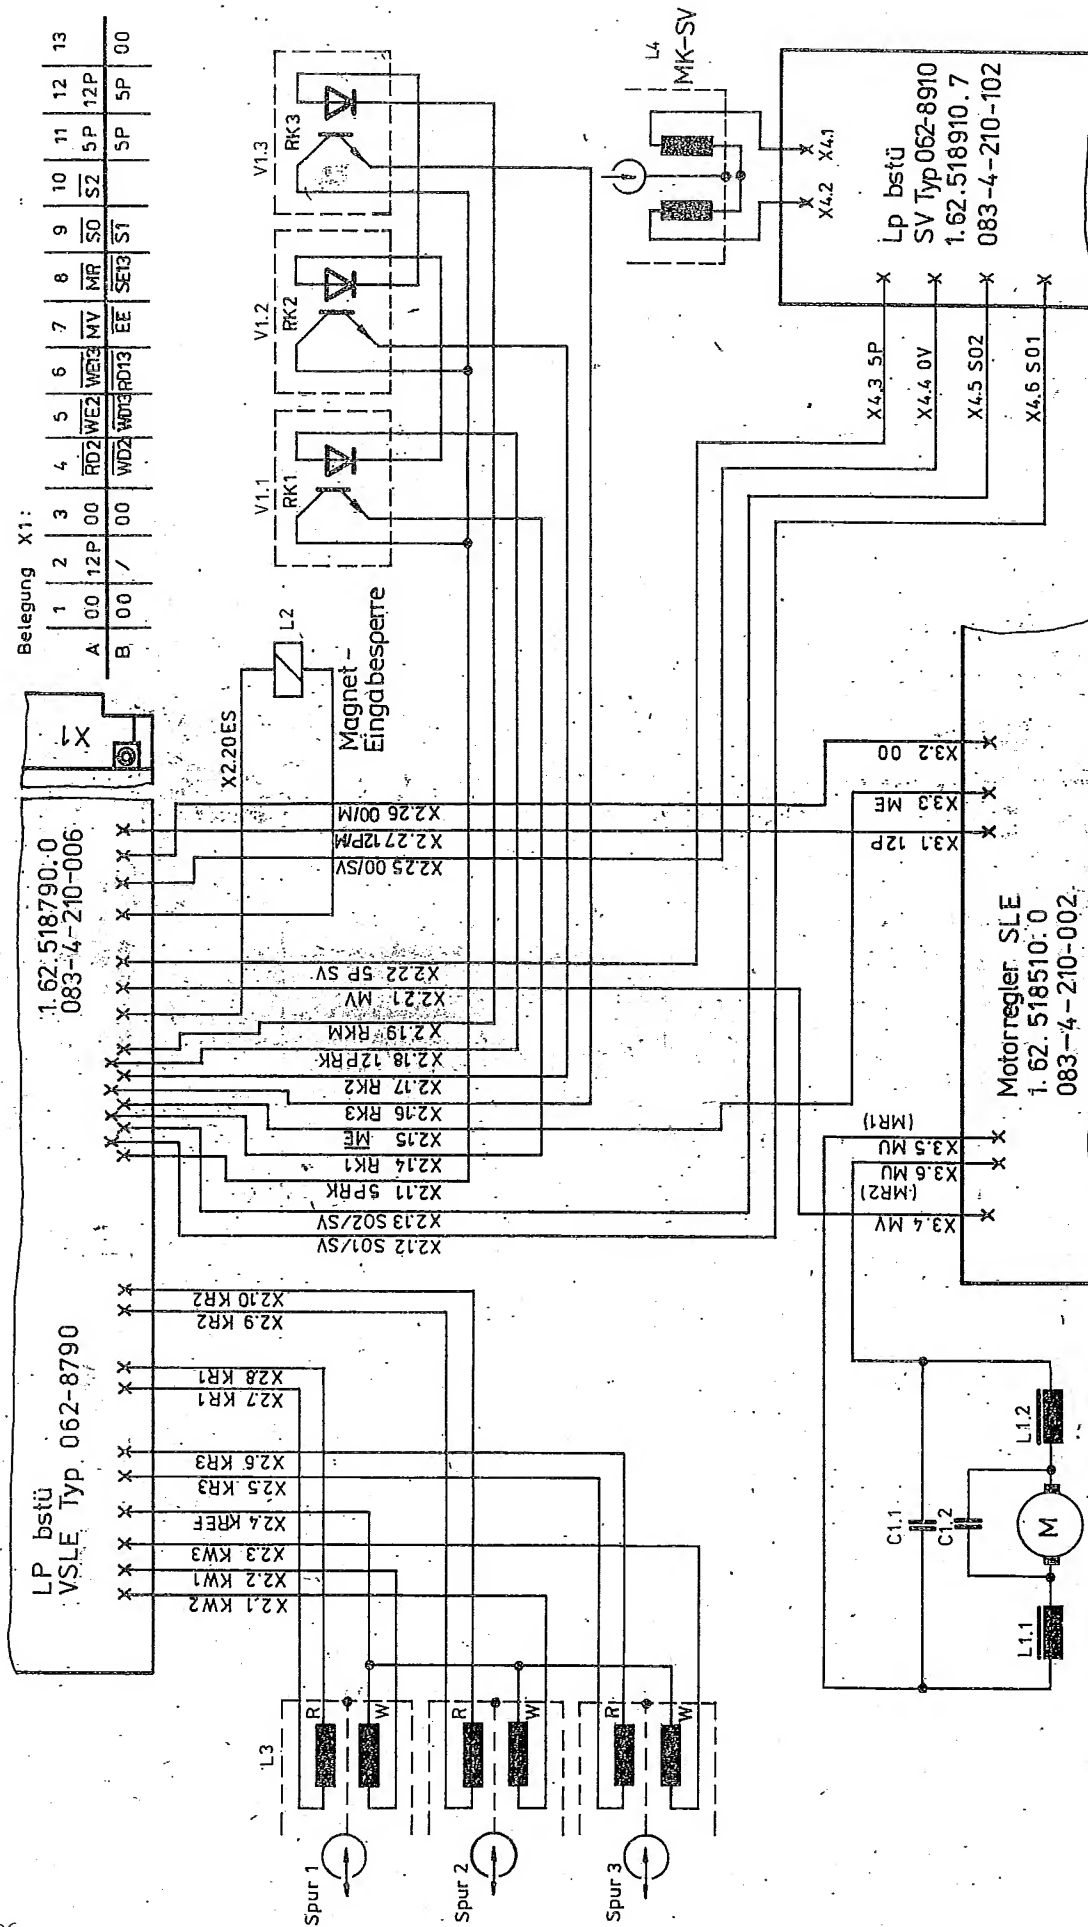 Belegung X1:
1 2 3 4 5 6 7 8 9 10 11 12 13
A 00 12P 00 RD2 WE2 WE13 MV MR S0 S2 5P 12P
B 00 / 00 WD2 WD13 RD13 EE SE13 S1 5P 5P 00
X1
1.62.518790.0
083-4-210-006
LP bstü
VSLE Typ 062-8790
X2.20ES
L2
Magnet-
Eingabesperre
V1.1
RK1
V1.2
RK2
V1.3
RK3
L4
MK-SV
X4.2
X4.1
Lp bstü
SV Typ 062-8910
1.62.518910.7
083-4-210-102
X4.3 5P
X4.4 0V
X4.5 S02
X4.6 S01
X2.26 00/M
X2.27 12P/M
X2.25 00/SV
X2.22 5P SV
X2.21 MV
X2.19 RKM
X2.18 12PRK
X2.17 RK2
X2.16 RK3
X2.15 ME
X2.14 RK1
X2.11 5PRK
X2.13 S02/SV
X2.12 S01/SV
X2.10 KR2
X2.9 KR2
X2.8 KR1
X2.7 KR1
X2.6 KR3
X2.5 KR3
X2.4 KREF
X2.3 KW3
X2.2 KW1
X2.1 KW2
X3.2 00
X3.3 ME
X3.1 12P
(MR1)
X3.5 MU
X3.6 MU
(MR2)
X3.4 MV
Motorregler SLE
1.62.518510.0
083-4-210-002
L3
R
W
R
W
R
W
Spur 1
Spur 2
Spur 3
C1.1
C1.2
L1.1
M
L1.2